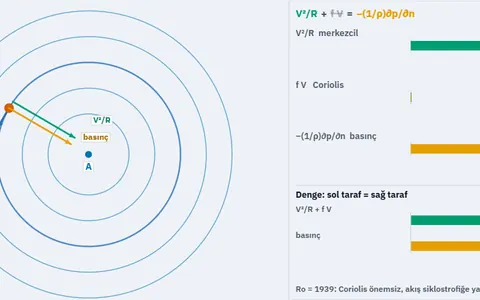 V²/R
basınç
A
V²/R + f V = −(1/ρ)∂p/∂n
V²/R merkezcil
f V Coriolis
−(1/ρ)∂p/∂n basınç
Denge: sol taraf = sağ taraf
V²/R + f V
basınç
Ro = 1939: Coriolis önemsiz, akış siklostrofiğe